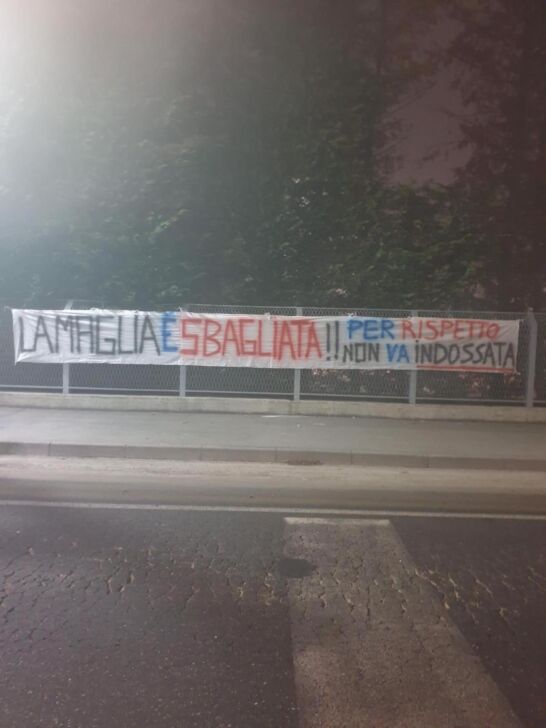 LA MAGLIA È SBAGLIATA!!
PER RISPETTO
NON VA INDOSSATA